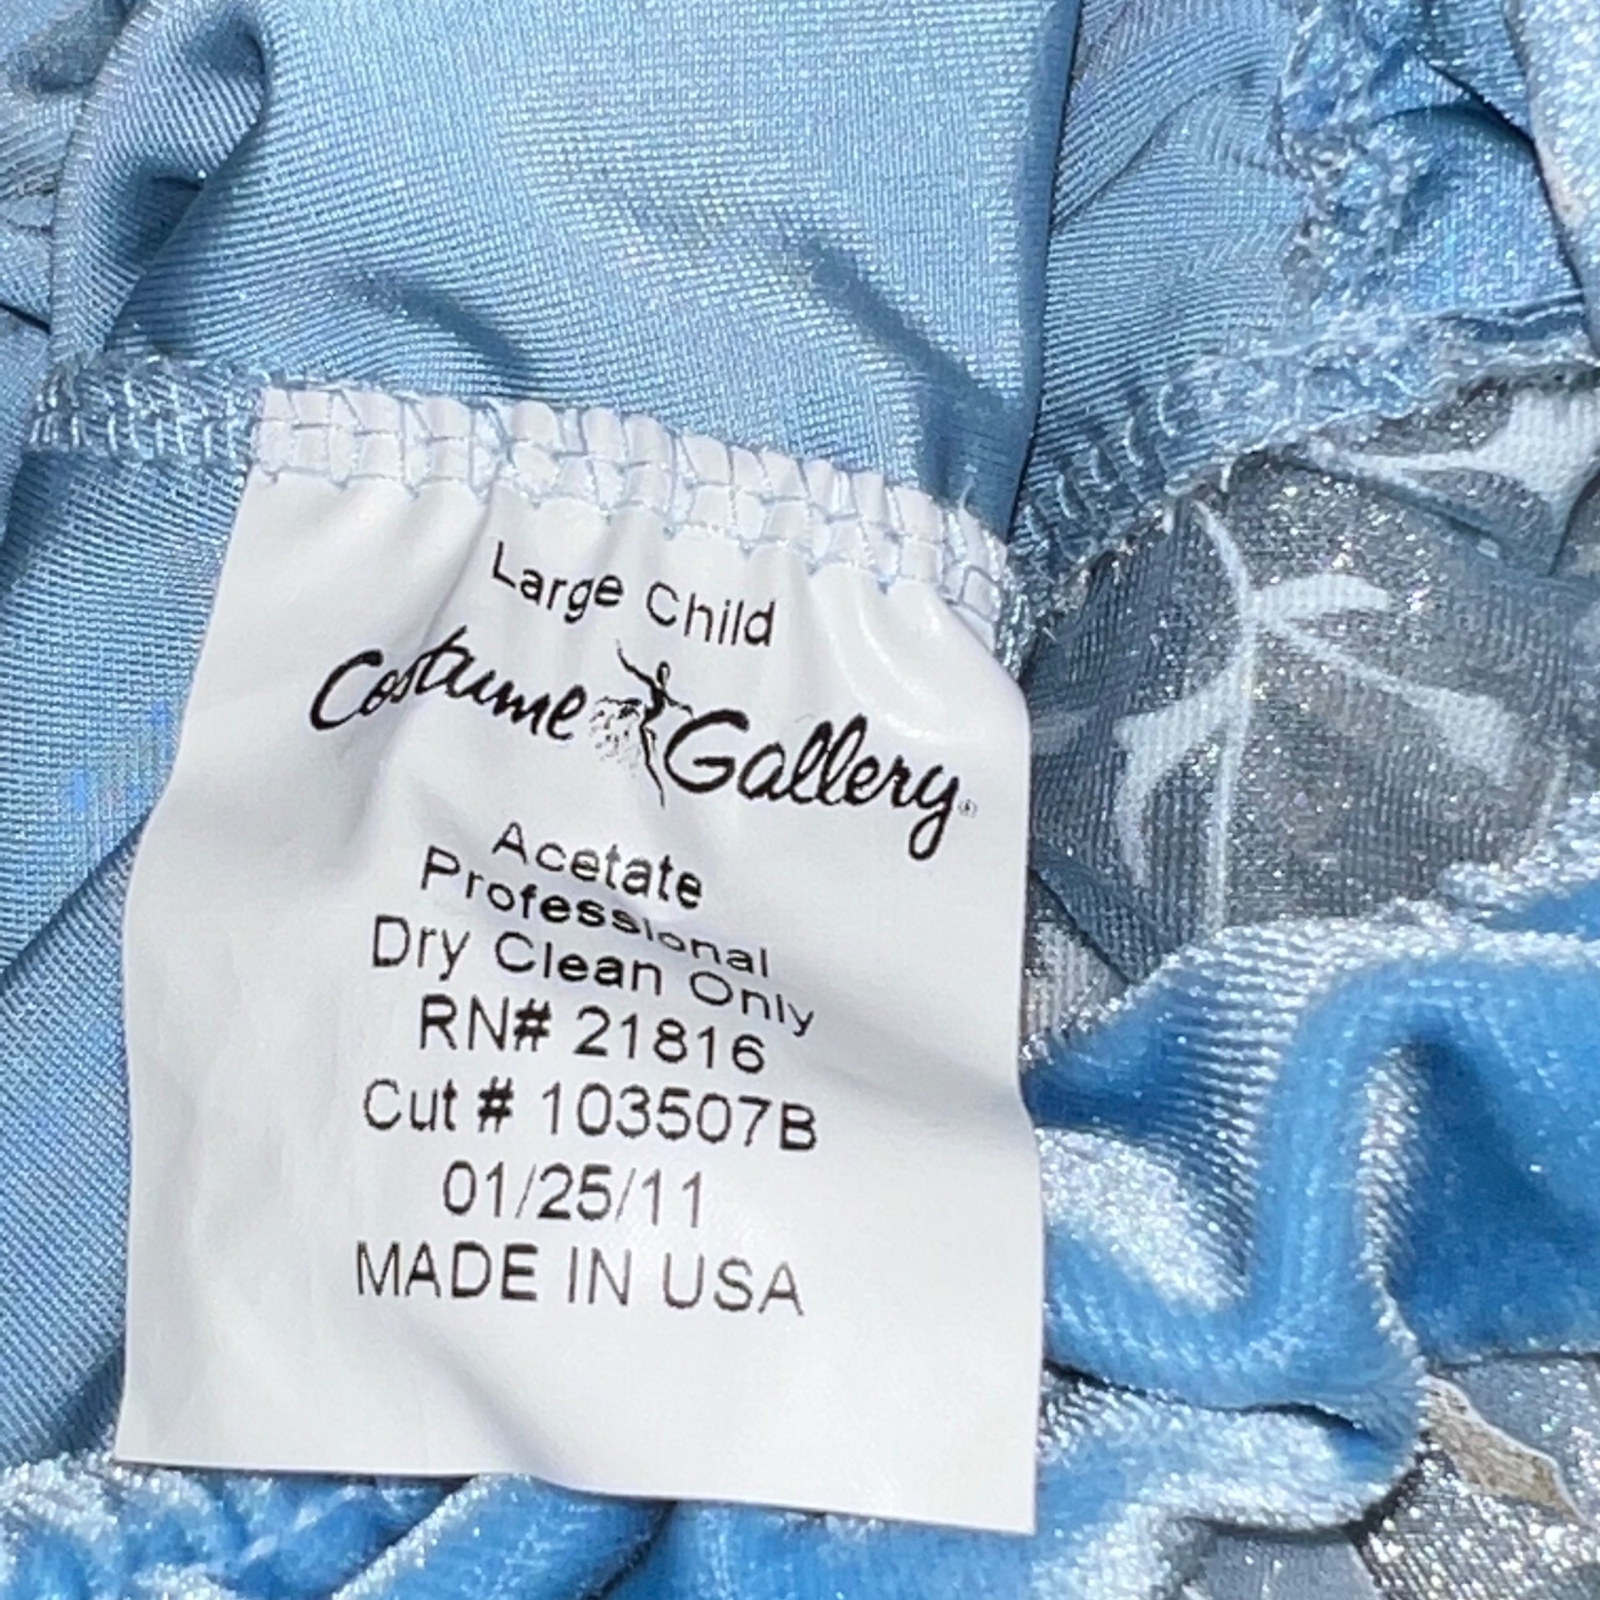 Large Child
Costume Gallery®
Acetate
Professional
Dry Clean Only
RN# 21816
Cut # 103507B
01/25/11
MADE IN USA